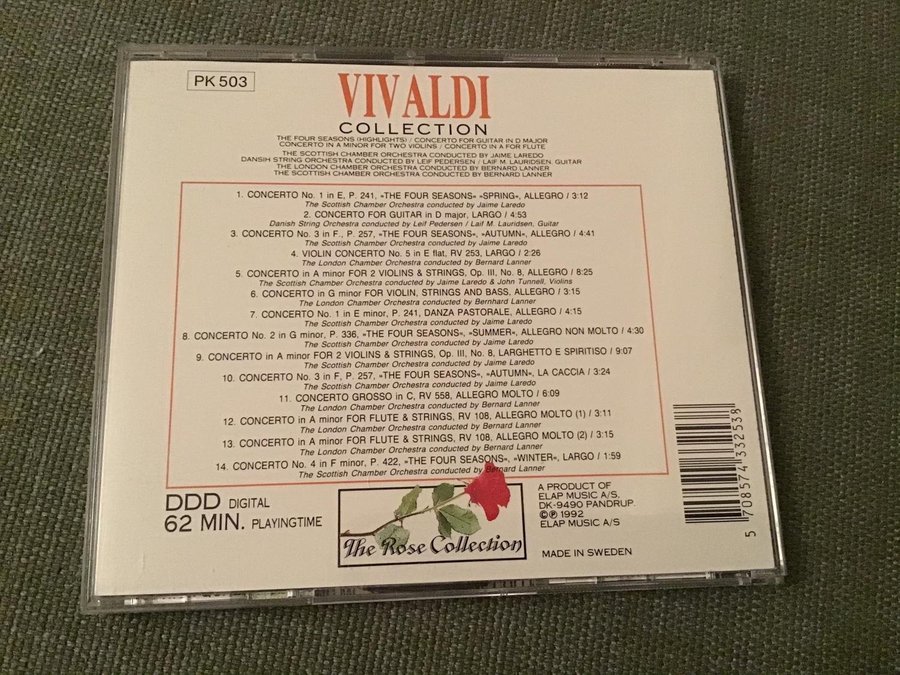 PK 503
VIVALDI
COLLECTION
THE FOUR SEASONS (HIGHLIGHTS) / CONCERTO FOR GUITAR IN D MAJOR
CONCERTO IN A MINOR FOR TWO VIOLINS / CONCERTO IN A FOR FLUTE
THE SCOTTISH CHAMBER ORCHESTRA CONDUCTED BY JAIME LAREDO
DANISH STRING ORCHESTRA CONDUCTED BY LEIF PEDERSEN / LAIF M. LAURIDSEN, GUITAR
THE LONDON CHAMBER ORCHESTRA CONDUCTED BY BERNARD LANNER
THE SCOTTISH CHAMBER ORCHESTRA CONDUCTED BY BERNARD LANNER
1. CONCERTO No. 1 in E, P. 241, »THE FOUR SEASONS« »SPRING«, ALLEGRO / 3:12
The Scottish Chamber Orchestra conducted by Jaime Laredo
2. CONCERTO FOR GUITAR in D major, LARGO / 4:53
Danish String Orchestra conducted by Leif Pedersen / Laif M. Lauridsen, Guitar
3. CONCERTO No. 3 in F., P. 257, »THE FOUR SEASONS«, »AUTUMN«, ALLEGRO / 4:41
The Scottish Chamber Orchestra conducted by Jaime Laredo
4. VIOLIN CONCERTO No. 5 in E flat, RV 253, LARGO / 2:26
The London Chamber Orchestra conducted by Bernard Lanner
5. CONCERTO in A minor FOR 2 VIOLINS & STRINGS, Op. III, No. 8, ALLEGRO / 8:25
The Scottish Chamber Orchestra conducted by Jaime Laredo & John Tunnell, Violins
6. CONCERTO in G minor FOR VIOLIN, STRINGS AND BASS, ALLEGRO / 3:15
The London Chamber Orchestra conducted by Bernhard Lanner
7. CONCERTO No. 1 in E minor, P. 241, DANZA PASTORALE, ALLEGRO / 4:15
The Scottish Chamber Orchestra conducted by Jaime Laredo
8. CONCERTO No. 2 in G minor, P. 336, »THE FOUR SEASONS«, »SUMMER«, ALLEGRO NON MOLTO / 4:30
The Scottish Chamber Orchestra conducted by Jaime Laredo
9. CONCERTO in A minor FOR 2 VIOLINS & STRINGS, Op. III, No. 8, LARGHETTO E SPIRITISO / 9:07
The Scottish Chamber Orchestra conducted by Jaime Laredo
10. CONCERTO No. 3 in F, P. 257, »THE FOUR SEASONS«, »AUTUMN«, LA CACCIA / 3:24
The Scottish Chamber Orchestra conducted by Jaime Laredo
11. CONCERTO GROSSO in C, RV 558, ALLEGRO MOLTO / 6:09
The London Chamber Orchestra conducted by Bernard Lanner
12. CONCERTO in A minor FOR FLUTE & STRINGS, RV 108, ALLEGRO MOLTO (1) / 3:11
The London Chamber Orchestra conducted by Bernard Lanner
13. CONCERTO in A minor FOR FLUTE & STRINGS, RV 108, ALLEGRO MOLTO (2) / 3:15
The London Chamber Orchestra conducted by Bernard Lanner
14. CONCERTO No. 4 in F minor, P. 422, »THE FOUR SEASONS«, »WINTER«, LARGO / 1:59
The Scottish Chamber Orchestra conducted by Bernard Lanner
DDD DIGITAL
62 MIN. PLAYINGTIME
The Rose Collection
A PRODUCT OF
ELAP MUSIC A/S,
DK-9490 PANDRUP.
©℗ 1992
ELAP MUSIC A/S
MADE IN SWEDEN
5 708574 332538